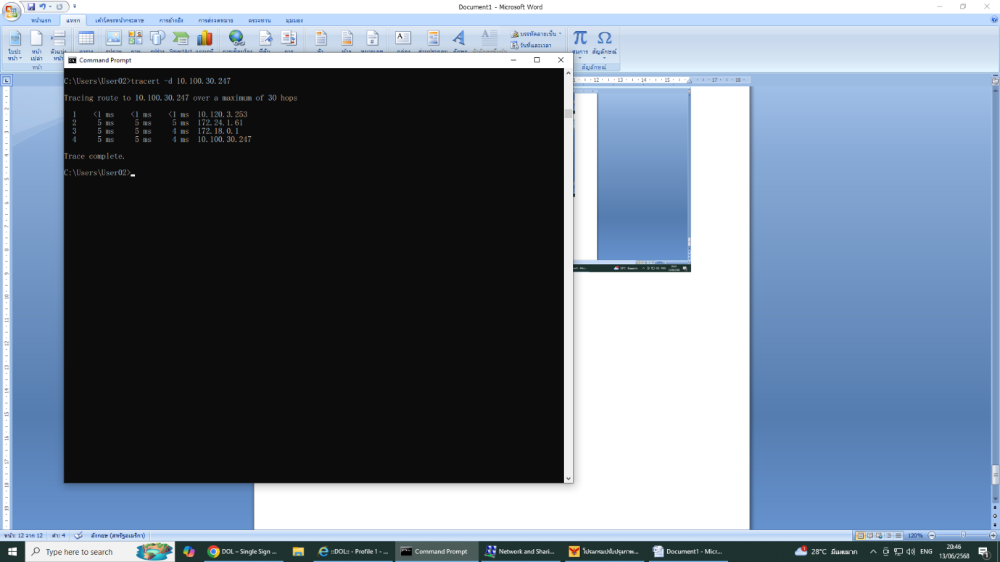 Document1 - Microsoft Word
หน้าแรก แทรก เค้าโครงหน้ากระดาษ การอ้างอิง การส่งจดหมาย ตรวจทาน มุมมอง
บรรทัดลายเซ็น
วันที่และเวลา
ใบปะ หน้า ตัวแบ่ง ตาราง SmartArt แผนภูมิ การเชื่อมโยง
หน้า เปล่า สมการ สัญลักษณ์
หน้า สัญลักษณ์
Command Prompt
C:\Users\User02>tracert -d 10.100.30.247
Tracing route to 10.100.30.247 over a maximum of 30 hops
1 <1 ms <1 ms <1 ms 10.120.3.253
2 5 ms 5 ms 5 ms 172.24.1.61
3 5 ms 5 ms 4 ms 172.18.0.1
4 5 ms 5 ms 4 ms 10.100.30.247
Trace complete.
C:\Users\User02>
หน้า: 12 จาก 12 คำ: 4 อังกฤษ (สหรัฐอเมริกา) 120%
Type here to search DOL – Single Sign ... ::DOL:: - Profile 1 - ... Command Prompt Network and Shari... โปรแกรมปรับปรุงภาพ... Document1 - Micr... 28°C มีเมฆมาก ENG 20:46
13/06/2568